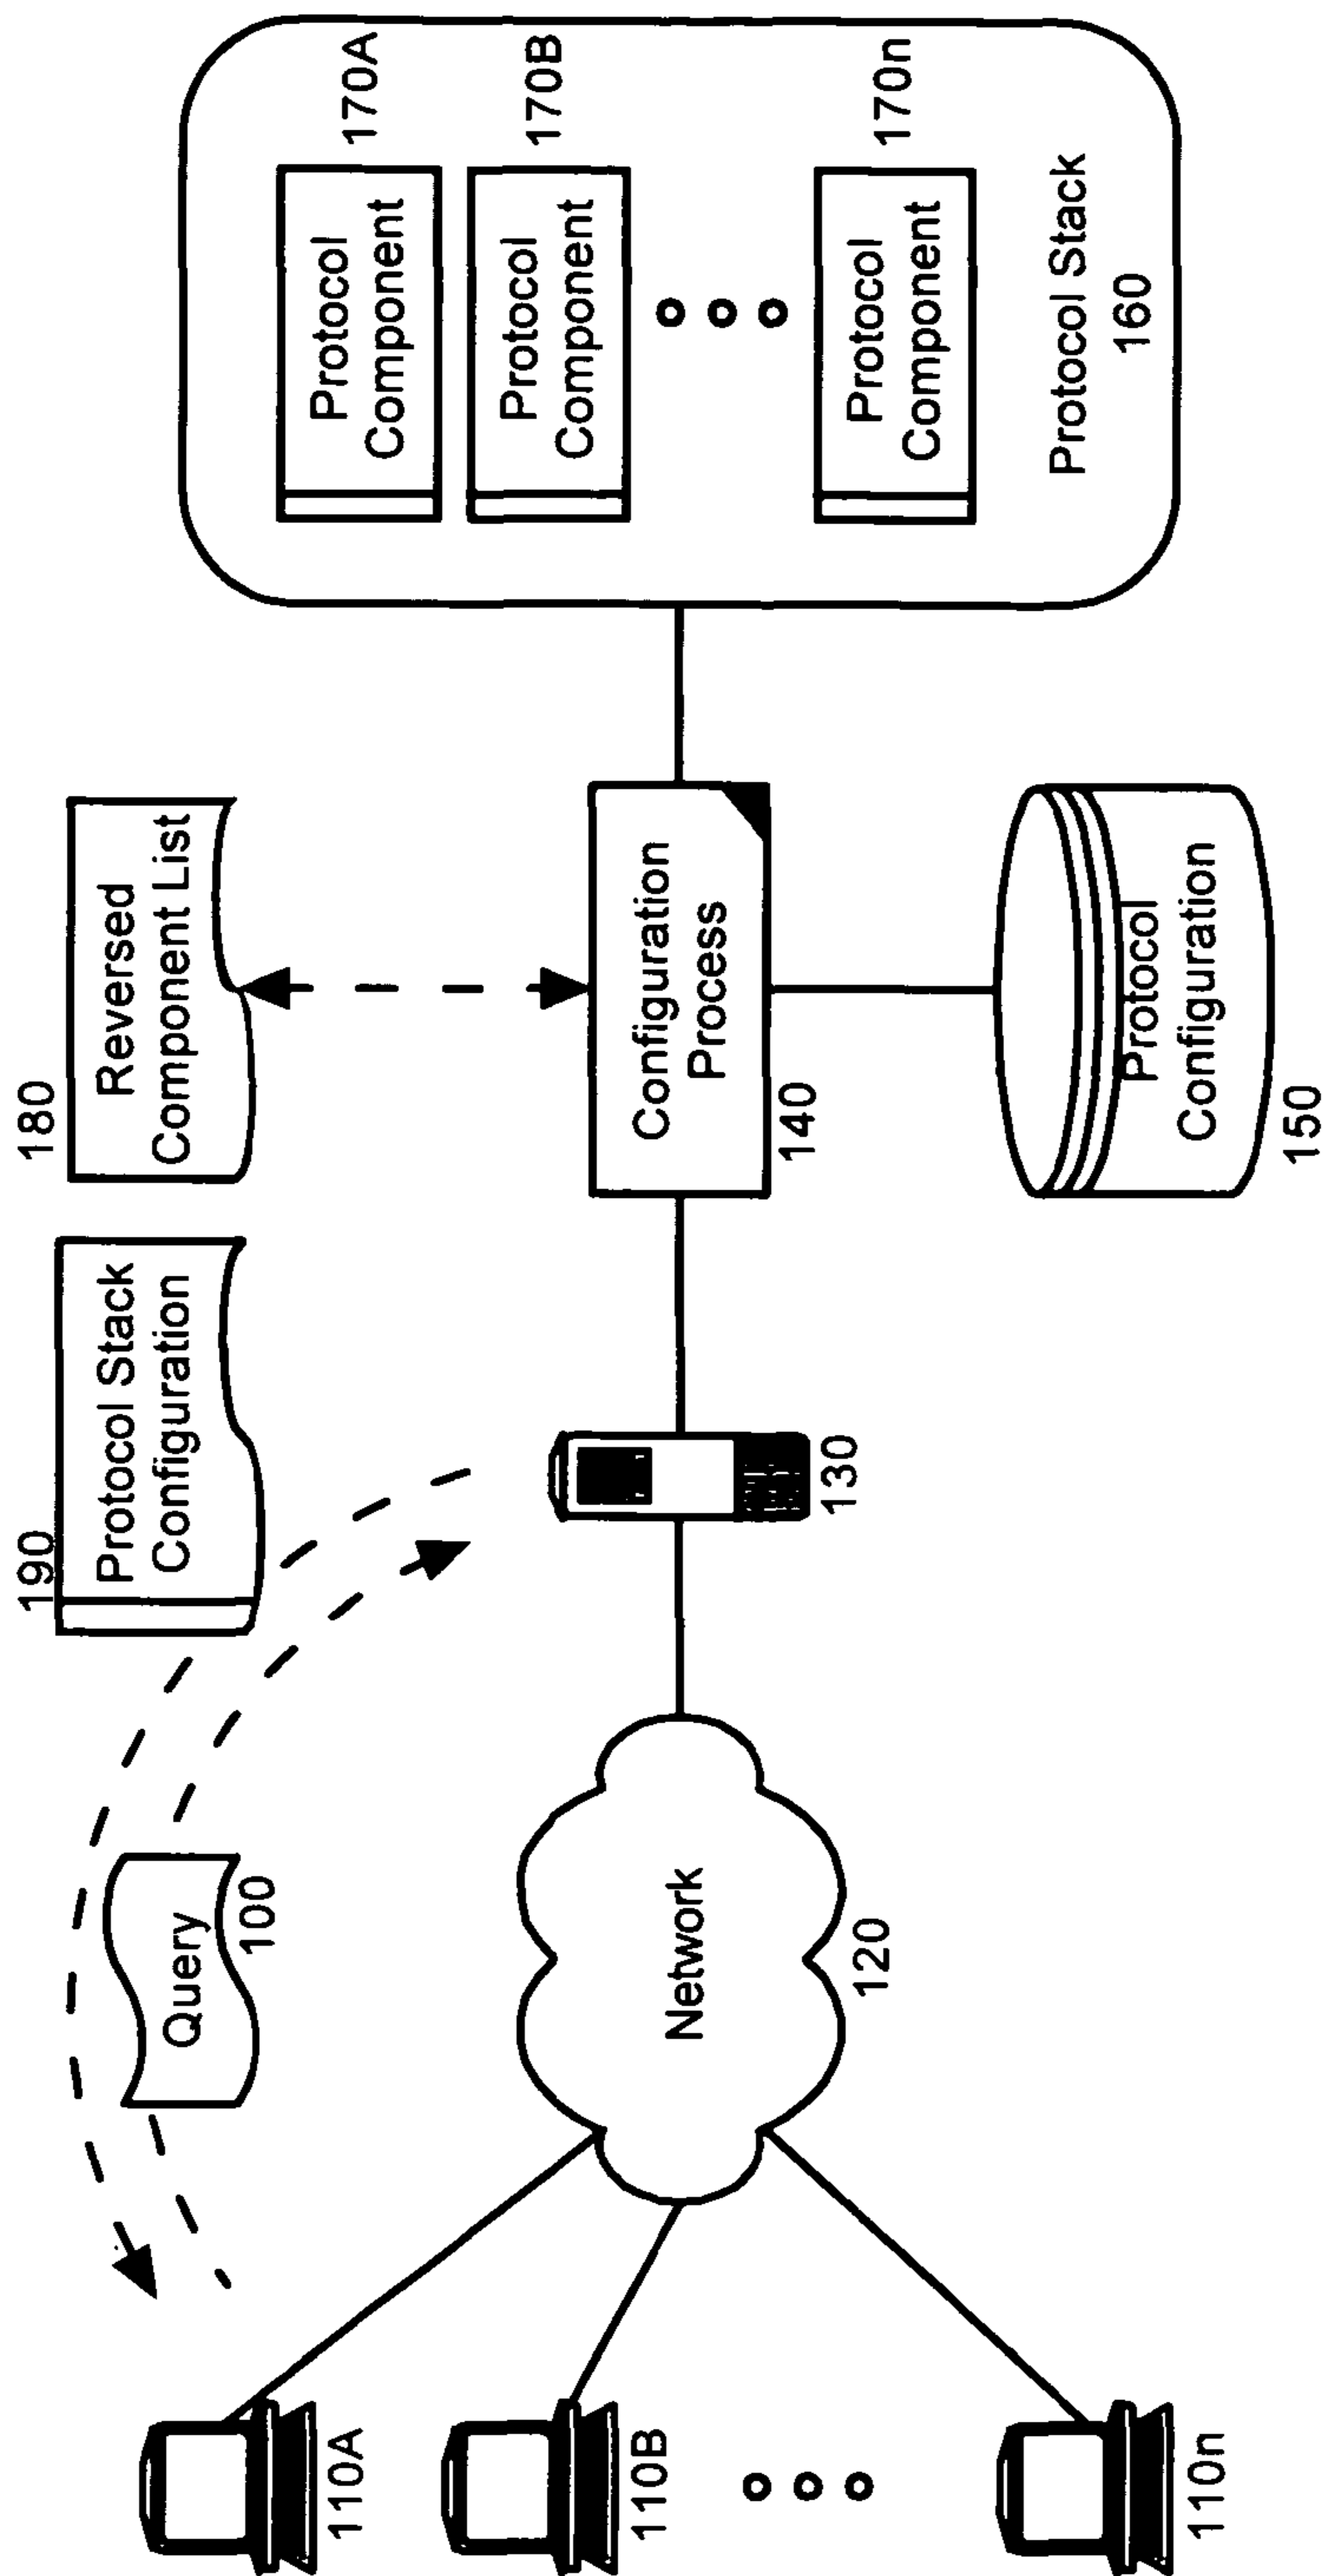 190
Protocol Stack
Configuration
180
Reversed
Component List
Query
100
110A
110B
110n
Network
120
130
Configuration
Process
140
Protocol
Configuration
150
Protocol
Component
170A
Protocol
Component
170B
Protocol
Component
170n
Protocol Stack
160